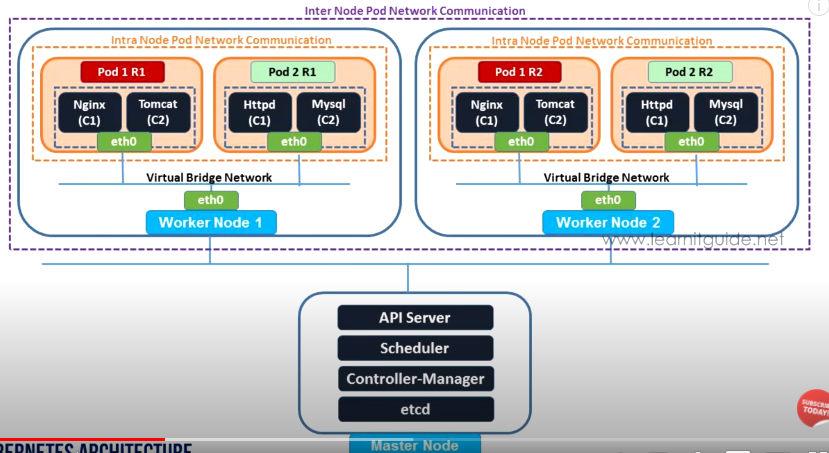 Inter Node Pod Network Communication
Intra Node Pod Network Communication
Intra Node Pod Network Communication
Pod 1 R1
Pod 2 R1
Pod 1 R2
Pod 2 R2
Nginx
(C1)
Tomcat
(C2)
Httpd
(C1)
Mysql
(C2)
Nginx
(C1)
Tomcat
(C2)
Httpd
(C1)
Mysql
(C2)
eth0
eth0
eth0
eth0
Virtual Bridge Network
Virtual Bridge Network
eth0
eth0
Worker Node 1
Worker Node 2
www.learnitguide.net
API Server
Scheduler
Controller-Manager
etcd
SUBSCRIBE
TODAY!
Master Node